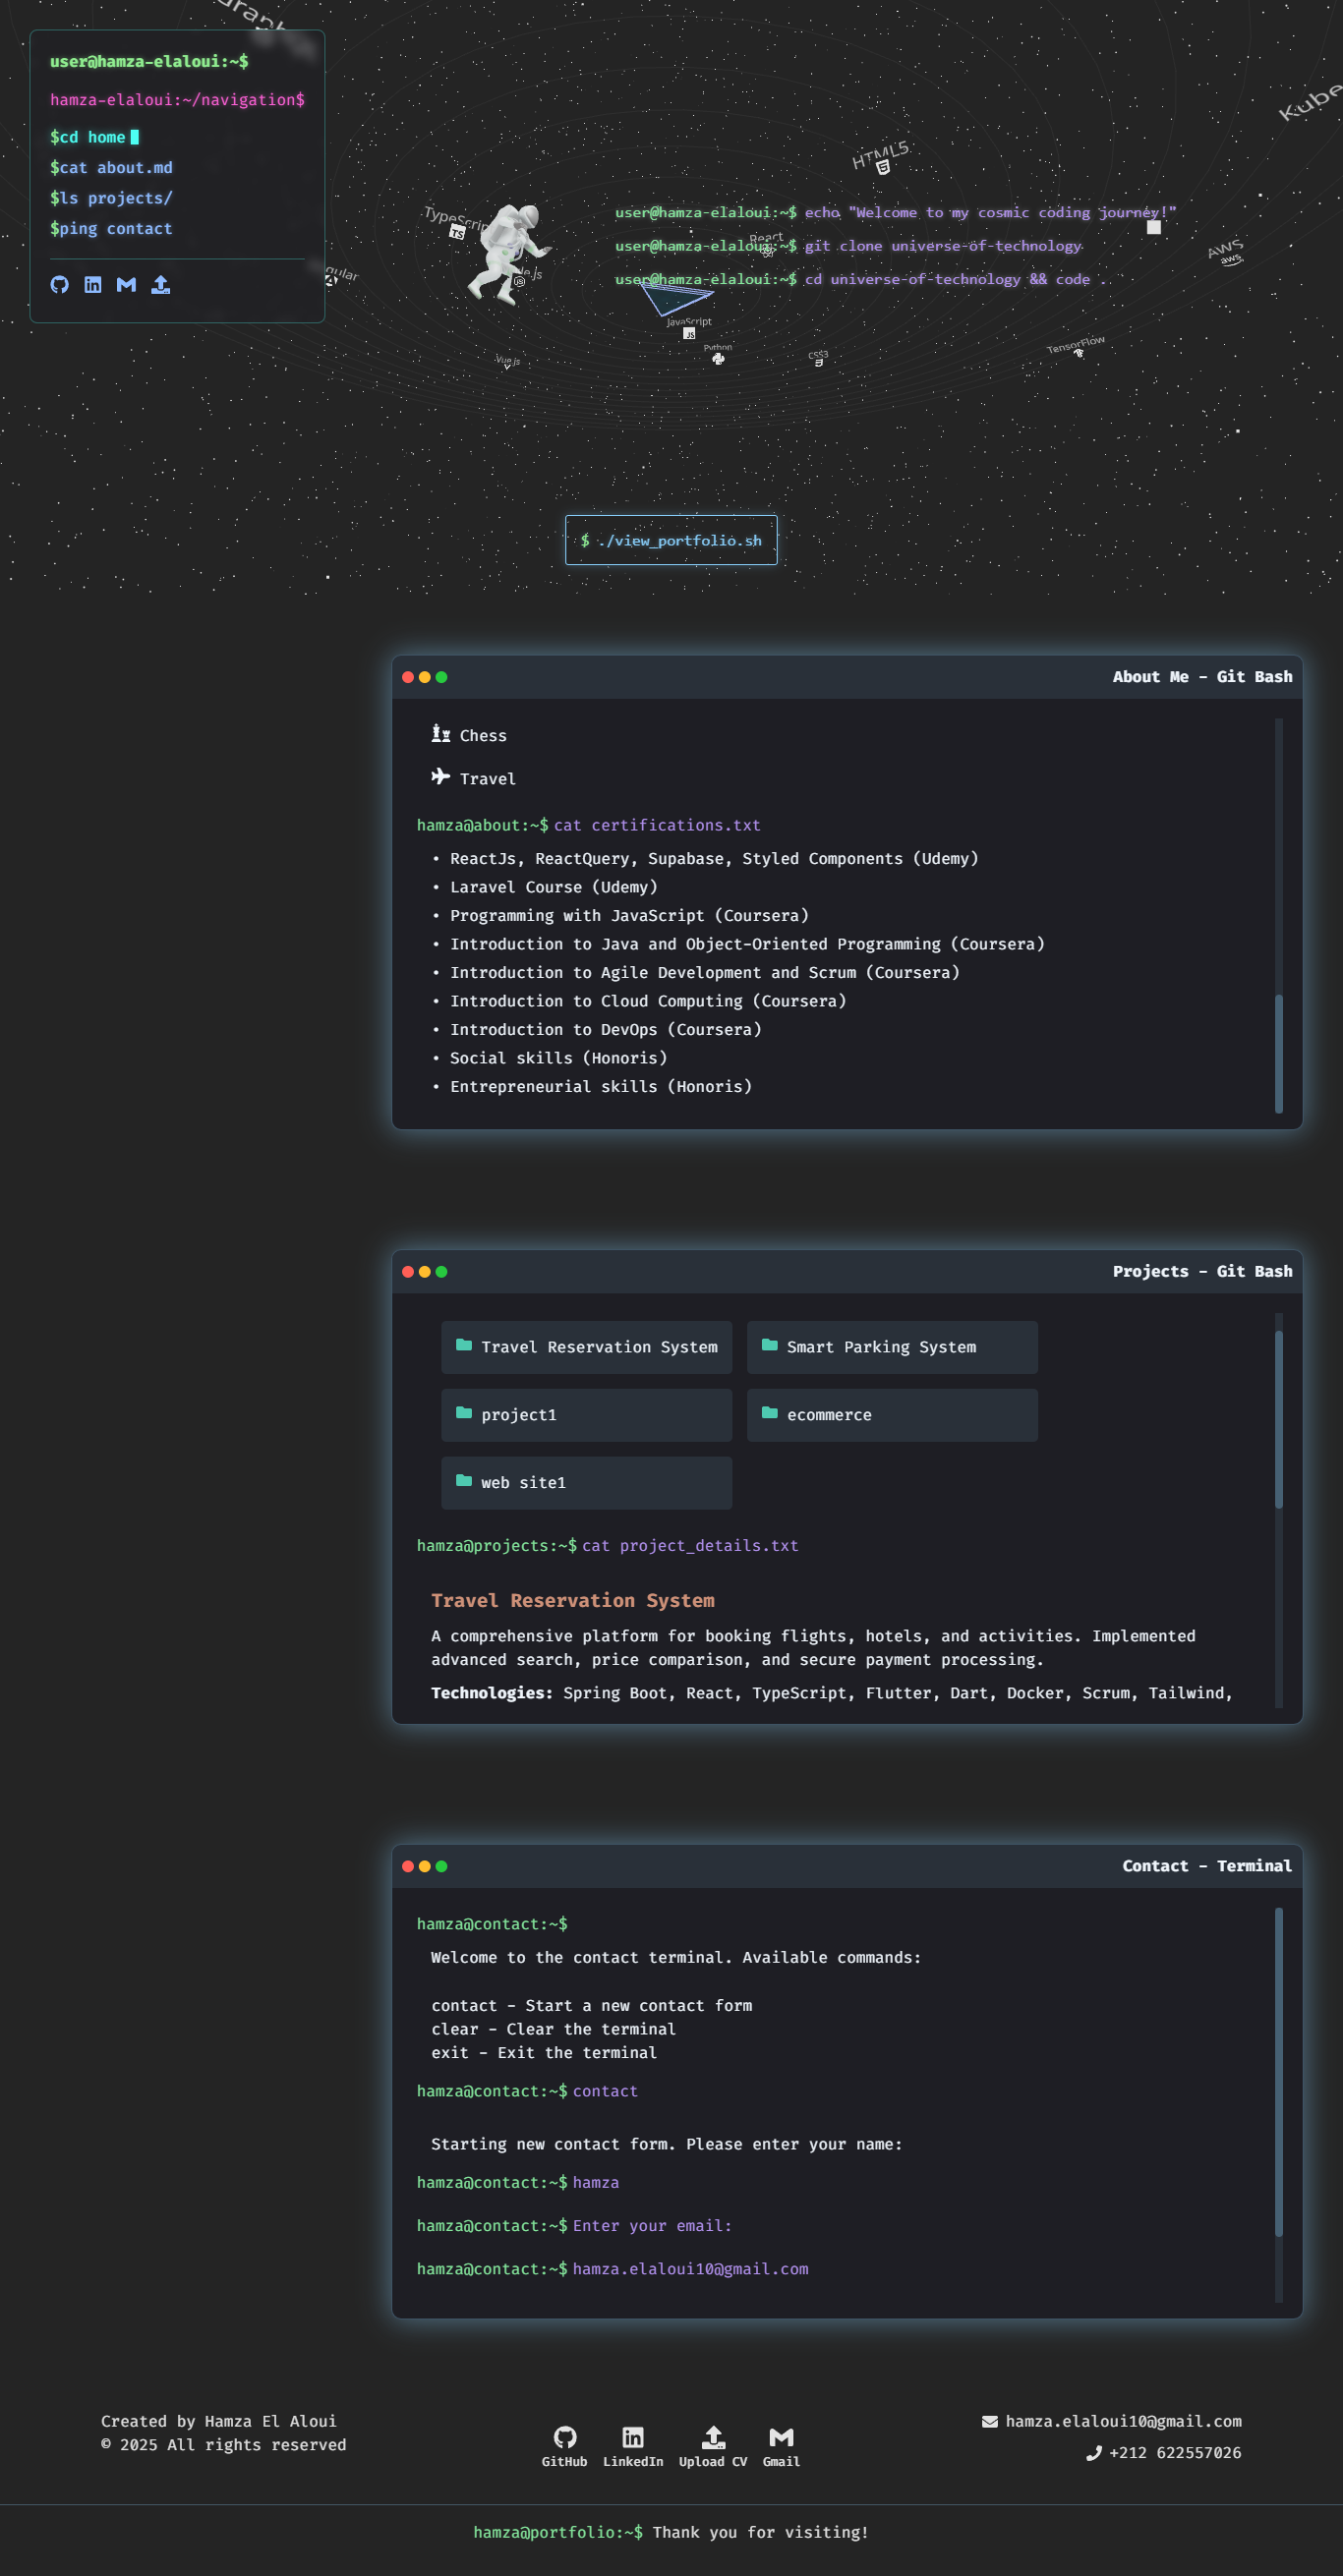 user@hamza-elaloui:~$
hamza-elaloui:~/navigation$
$cd home
$cat about.md
$ls projects/
$ping contact
HTML5
TypeScript
TS
user@hamza-elaloui:~$ echo "Welcome to my cosmic coding journey!"
React
user@hamza-elaloui:~$ git clone universe-of-technology
AWS
aws
user@hamza-elaloui:~$ cd universe-of-technology && code .
JavaScript
JS
Python
Vue.js
CSS3
TensorFlow
$ ./view_portfolio.sh
About Me - Git Bash
Chess
Travel
hamza@about:~$ cat certifications.txt
• ReactJs, ReactQuery, Supabase, Styled Components (Udemy)
• Laravel Course (Udemy)
• Programming with JavaScript (Coursera)
• Introduction to Java and Object-Oriented Programming (Coursera)
• Introduction to Agile Development and Scrum (Coursera)
• Introduction to Cloud Computing (Coursera)
• Introduction to DevOps (Coursera)
• Social skills (Honoris)
• Entrepreneurial skills (Honoris)
Projects - Git Bash
Travel Reservation System
Smart Parking System
project1
ecommerce
web site1
hamza@projects:~$ cat project_details.txt
Travel Reservation System
A comprehensive platform for booking flights, hotels, and activities. Implemented
advanced search, price comparison, and secure payment processing.
Technologies: Spring Boot, React, TypeScript, Flutter, Dart, Docker, Scrum, Tailwind,
Contact - Terminal
hamza@contact:~$
Welcome to the contact terminal. Available commands:
contact - Start a new contact form
clear - Clear the terminal
exit - Exit the terminal
hamza@contact:~$ contact
Starting new contact form. Please enter your name:
hamza@contact:~$ hamza
hamza@contact:~$ Enter your email:
hamza@contact:~$ hamza.elaloui10@gmail.com
Created by Hamza El Aloui
© 2025 All rights reserved
GitHub
LinkedIn
Upload CV
Gmail
hamza.elaloui10@gmail.com
+212 622557026
hamza@portfolio:~$ Thank you for visiting!